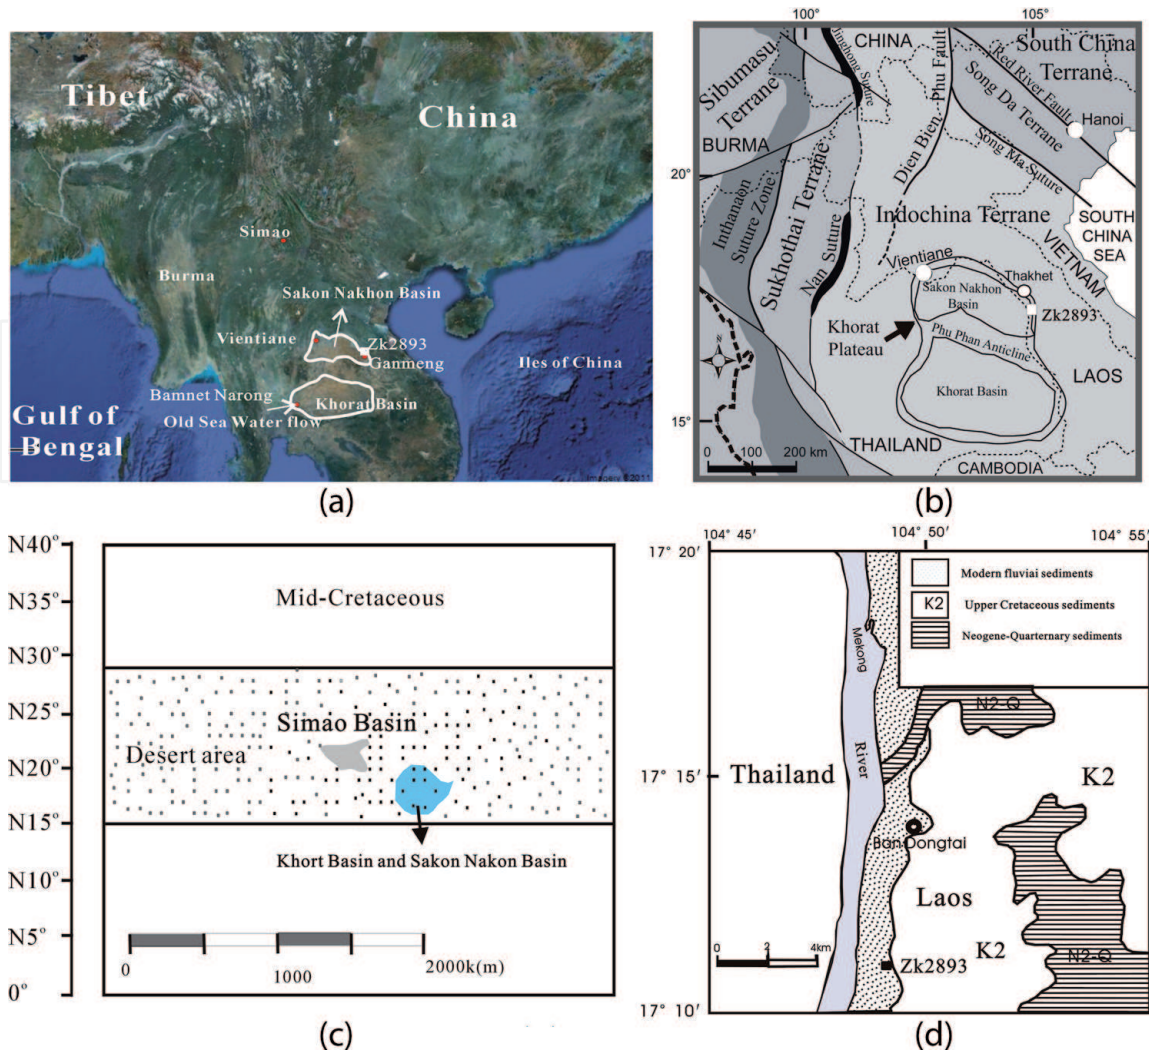 Tibet
China
Simao
Burma
Sakon Nakhon Basin
Vientiane
Zk2893
Ganmeng
Iles of China
Bamnet Narong
Khorat Basin
Old Sea Water flow
Gulf of
Bengal
(a)
100°
105°
20°
15°
CHINA
Jinghong Suture
Sibumasu
Terrane
BURMA
Phu Fault
Dien Bien
South China
Terrane
Red River Fault
Song Da Terrane
Hanoi
Song Ma Suture
Inthanaon
Suture Zone
Sukhothai Terrane
Nan Suture
Indochina Terrane
SOUTH
CHINA
SEA
VIETNAM
Vientiane
Thakhet
Sakon Nakhon
Basin
Zk2893
Khorat
Plateau
Phu Phan Anticline
LAOS
Khorat Basin
N
THAILAND
CAMBODIA
0 100 200 km
(b)
N40°
N35°
N30°
N25°
N20°
N15°
N10°
N5°
0°
Mid-Cretaceous
Simao Basin
Desert area
Khort Basin and Sakon Nakon Basin
0 1000 2000k(m)
(c)
104° 45′
104° 50′
104° 55′
17° 20′
17° 15′
17° 10′
Modern fluviai sediments
K2 Upper Cretaceous sediments
Neogene-Quarternary sediments
Mekong
River
N2-Q
Thailand
K2
Ban Dongtai
Laos
K2
N2-Q
0 2 4km
Zk2893
(d)